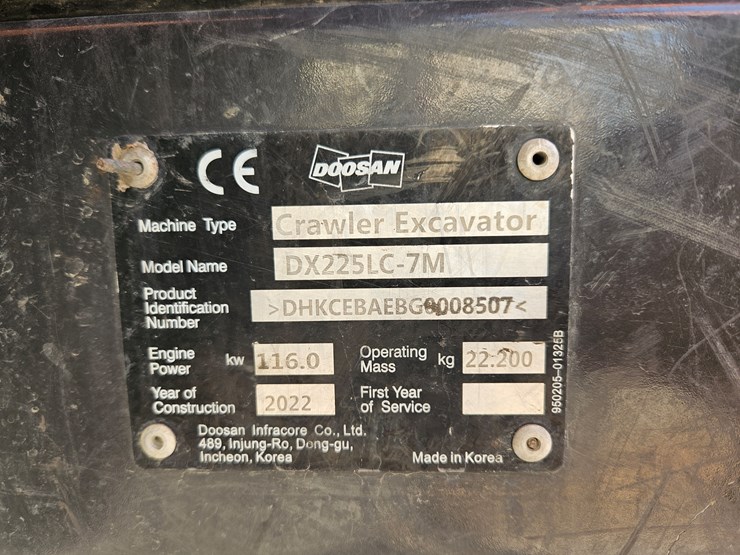 CE DOOSAN
Machine Type Crawler Excavator
Model Name DX225LC-7M
Product
Identification >DHKCEBAEBG0008507<
Number
Engine
Power kw 116.0 Operating
Mass kg 22.200
Year of
Construction 2022 First Year
of Service
Doosan Infracore Co., Ltd.
489, Injung-Ro, Dong-gu,
Incheon, Korea Made in Korea
950205-01325B